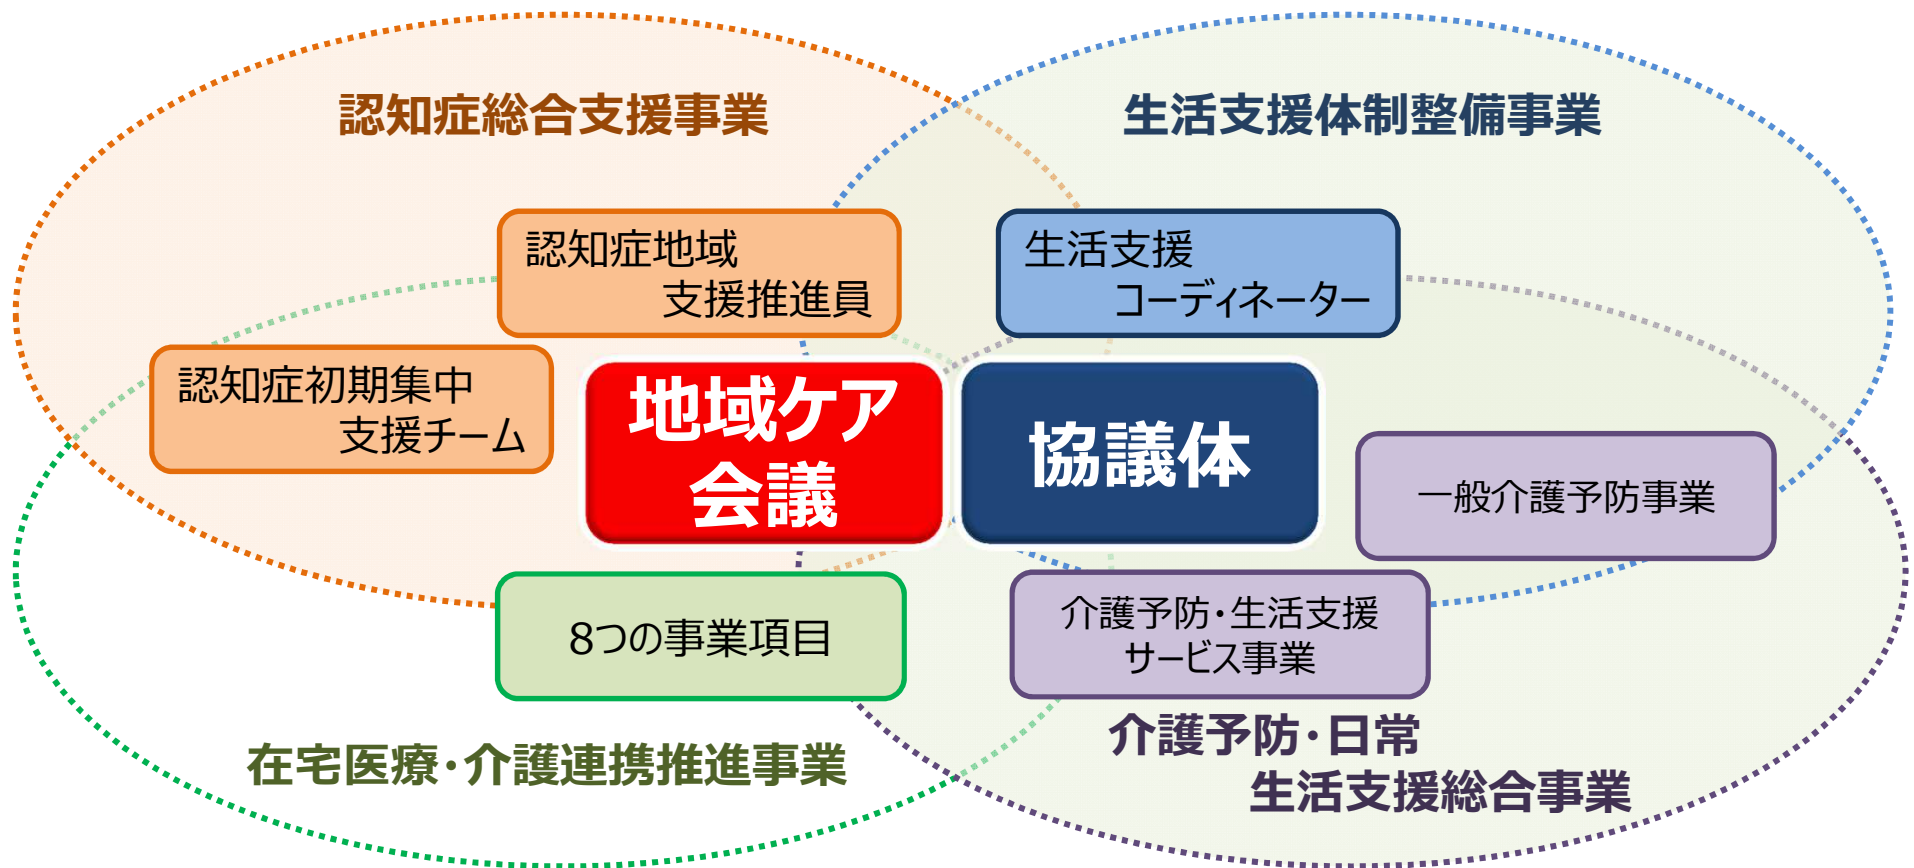 認知症総合支援事業
生活支援体制整備事業
認知症地域
支援推進員
生活支援
コーディネーター
認知症初期集中
支援チーム
地域ケア
会議
協議体
一般介護予防事業
8つの事業項目
介護予防・生活支援
サービス事業
在宅医療・介護連携推進事業
介護予防・日常
生活支援総合事業